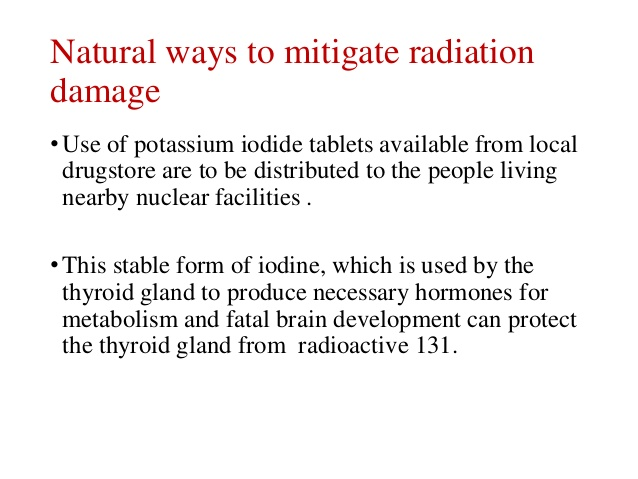 Natural ways to mitigate radiation
damage
• Use of potassium iodide tablets available from local
drugstore are to be distributed to the people living
nearby nuclear facilities .
• This stable form of iodine, which is used by the
thyroid gland to produce necessary hormones for
metabolism and fatal brain development can protect
the thyroid gland from  radioactive 131.